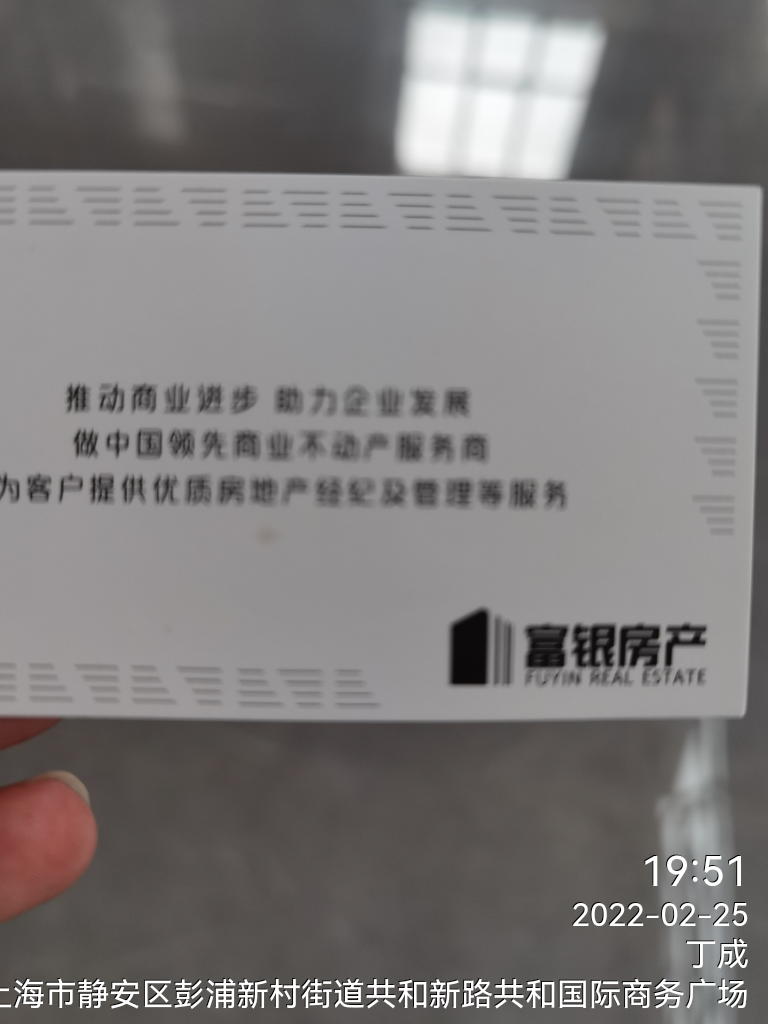 推动商业进步 助力企业发展
做中国领先商业不动产服务商
为客户提供优质房地产经纪及管理等服务
富银房产
FUYIN REAL ESTATE
19:51
2022-02-25
丁成
上海市静安区彭浦新村街道共和新路共和国际商务广场